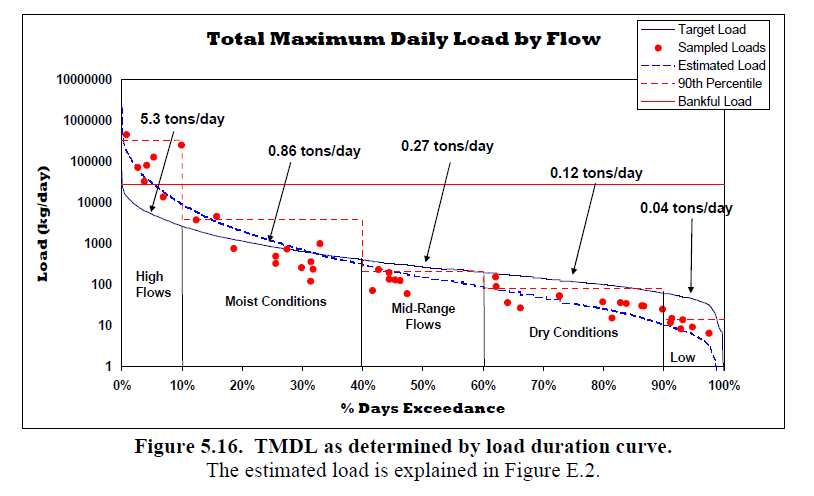 Total Maximum Daily Load by Flow
Target Load
Sampled Loads
Estimated Load
90th Percentile
Bankful Load
10000000
1000000
100000
10000
1000
100
10
1
Load (kg/day)
5.3 tons/day
0.86 tons/day
0.27 tons/day
0.12 tons/day
0.04 tons/day
High
Flows
Moist Conditions
Mid-Range
Flows
Dry Conditions
Low
0% 10% 20% 30% 40% 50% 60% 70% 80% 90% 100%
% Days Exceedance
Figure 5.16. TMDL as determined by load duration curve.
The estimated load is explained in Figure E.2.